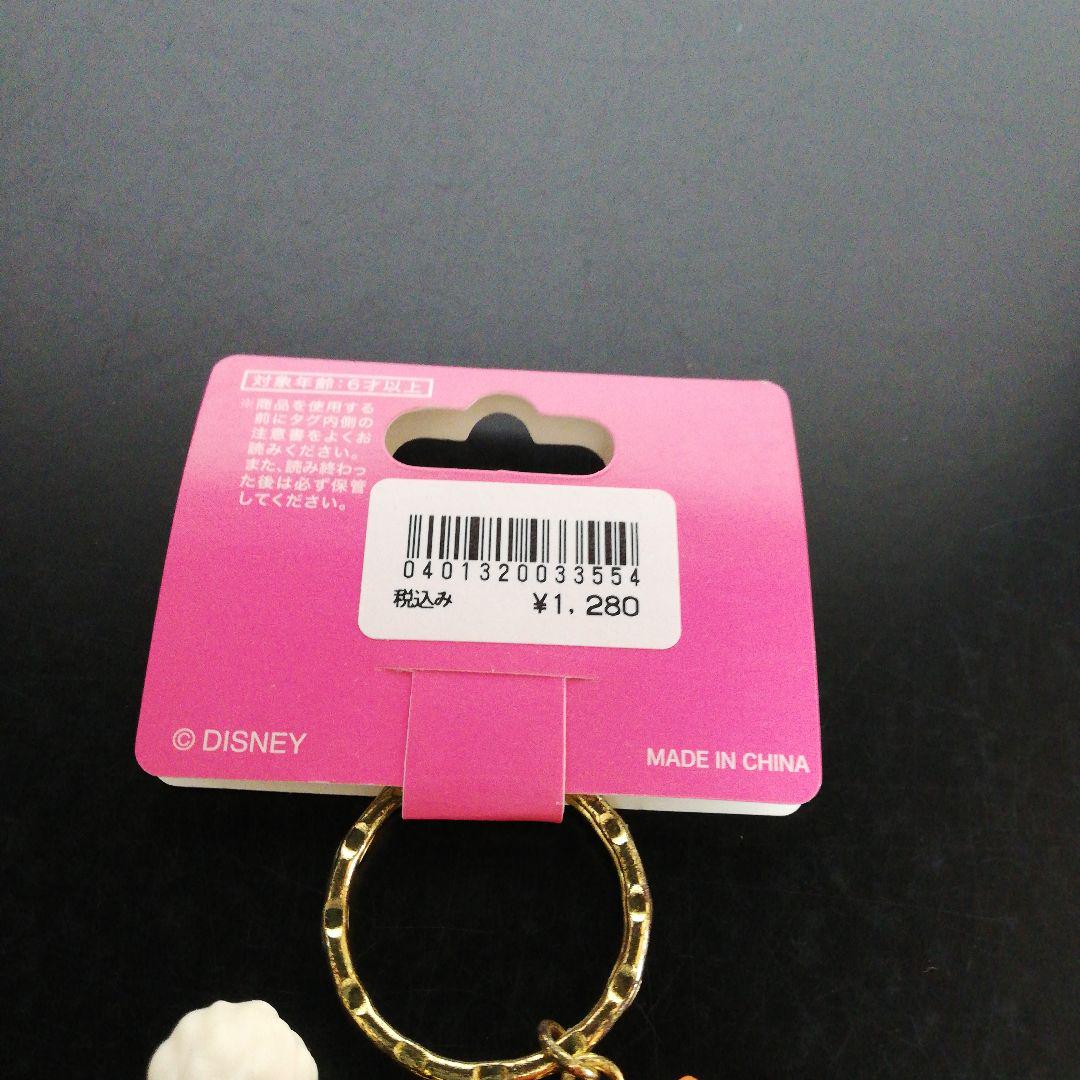 対象年齢：6才以上
※商品を使用する
前にタグ内側の
注意書をよくお
読みください。
また、読み終わっ
た後は必ず保管
してください。
0401320033554
税込み ¥1,280
© DISNEY
MADE IN CHINA